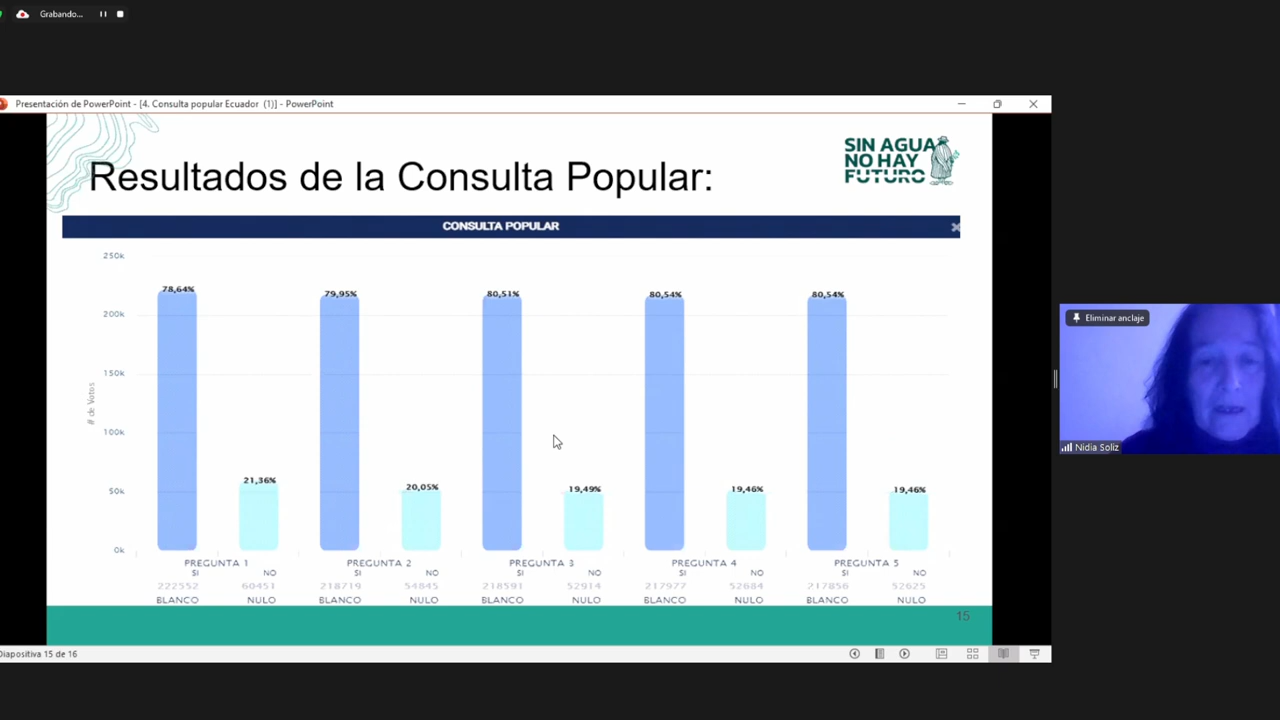 Grabando...
Presentación de PowerPoint - [4. Consulta popular Ecuador (1)] - PowerPoint
SIN AGUA
NO HAY
FUTURO
Resultados de la Consulta Popular:
CONSULTA POPULAR
# de Votos
250k
200k
150k
100k
50k
0k
78,64% 21,36% 79,95% 20,05% 80,51% 19,49% 80,54% 19,46% 80,54% 19,46%
PREGUNTA 1 PREGUNTA 2 PREGUNTA 3 PREGUNTA 4 PREGUNTA 5
SI NO SI NO SI NO SI NO SI NO
222552 60451 218719 54845 218591 52914 217977 52684 217856 52625
BLANCO NULO BLANCO NULO BLANCO NULO BLANCO NULO BLANCO NULO
15
Diapositiva 15 de 16
Eliminar anclaje
Nidia Soliz